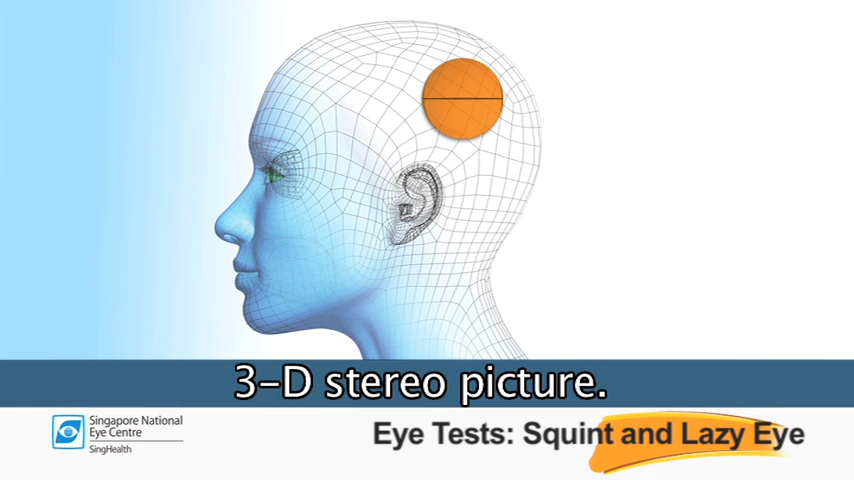 3-D stereo picture.
Singapore National
Eye Centre
SingHealth
Eye Tests: Squint and Lazy Eye